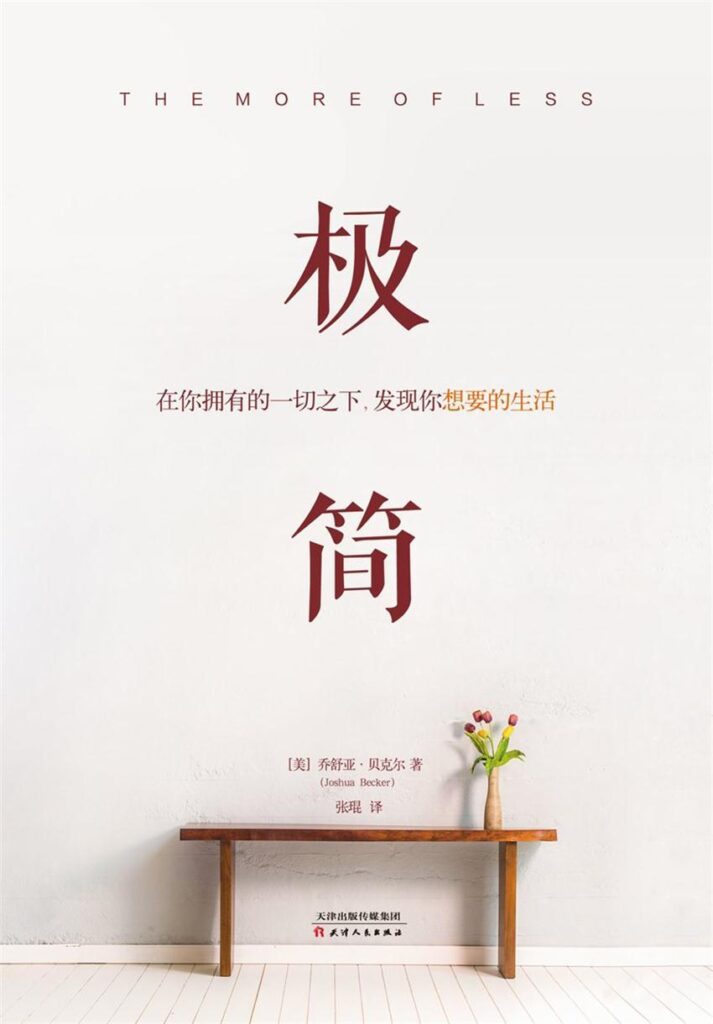 THE MORE OF LESS
极
在你拥有的一切之下,发现你想要的生活
简
[美] 乔舒亚·贝克尔 著
(Joshua Becker)
张琨 译
天津出版传媒集团
天津人民出版社